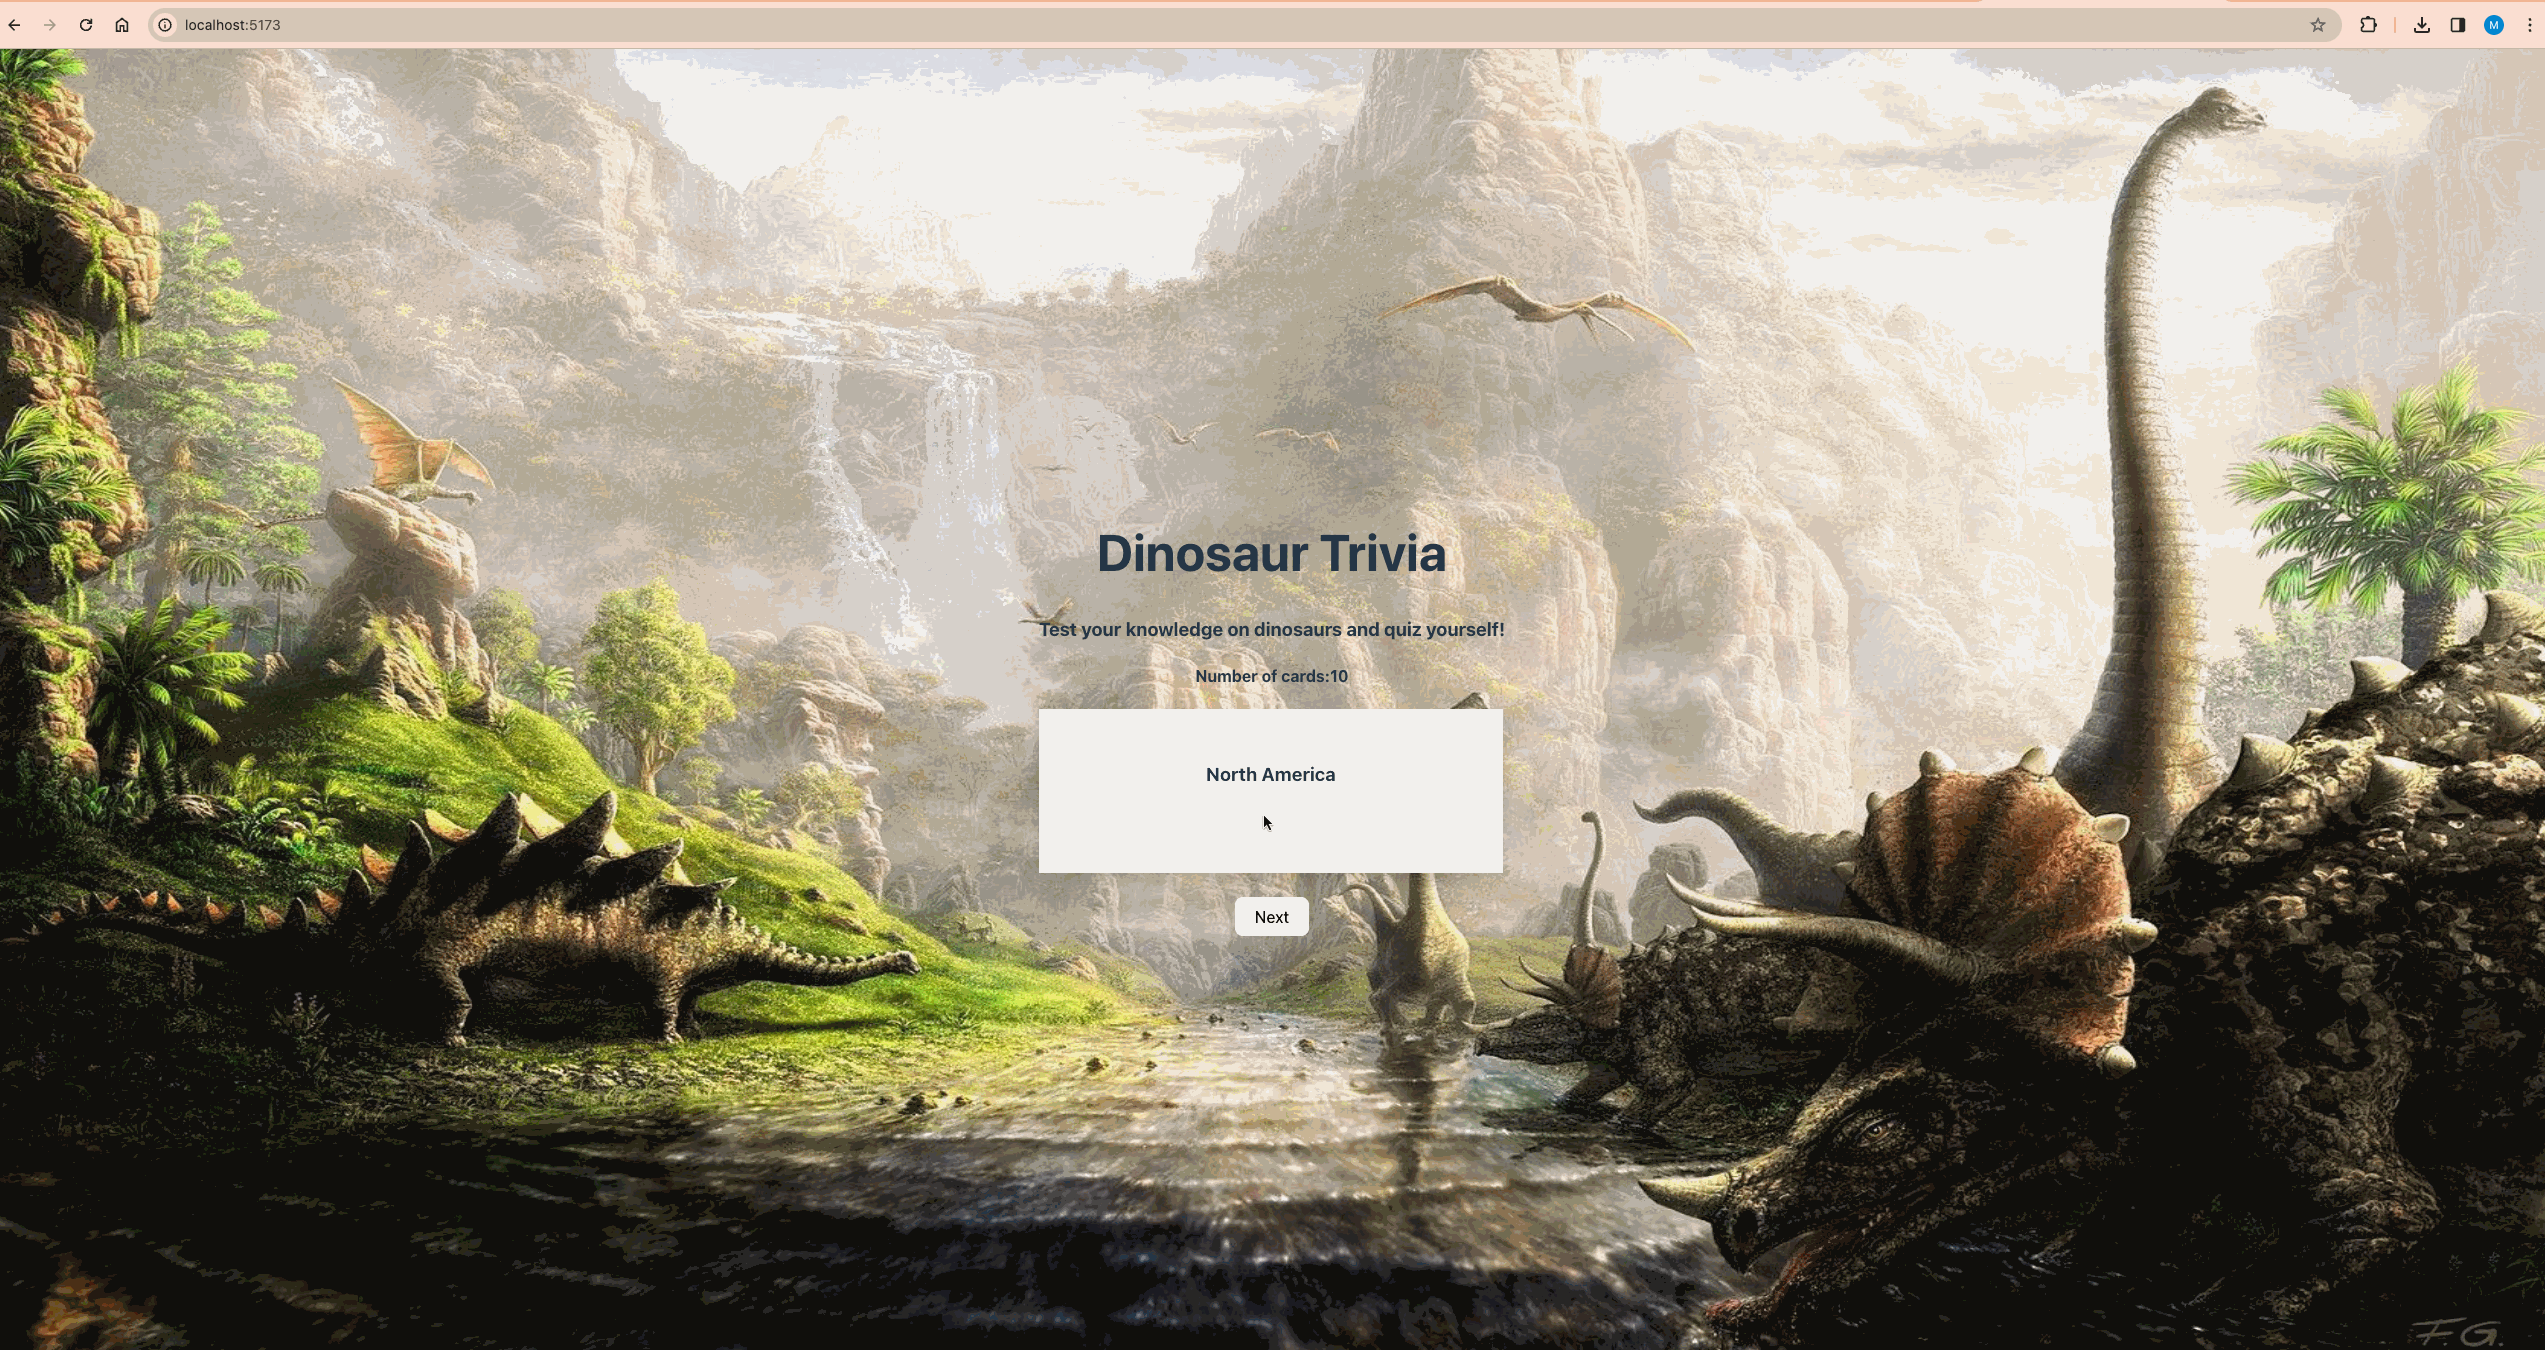 localhost:5173
M
Dinosaur Trivia
Test your knowledge on dinosaurs and quiz yourself!
Number of cards:10
North America
Next
F.G.